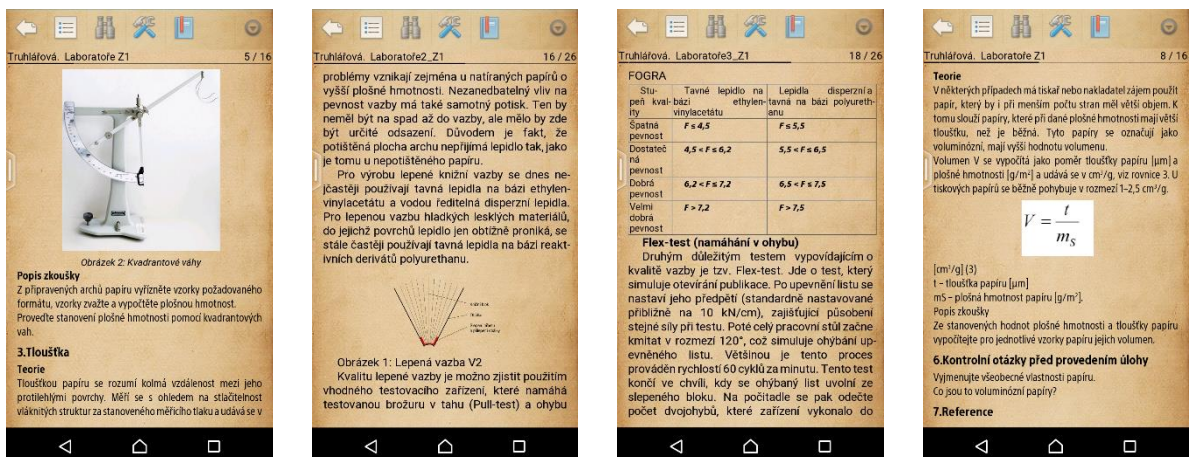 Truhlářová. Laboratoře Z1
5 / 16
Obrázek 2: Kvadrantové váhy
Popis zkoušky
Z připravených archů papíru vyřízněte vzorky požadovaného
formátu, vzorky zvažte a vypočtěte plošnou hmotnost.
Proveďte stanovení plošné hmotnosti pomocí kvadrantových
vah.
3.Tloušťka
Teorie
Tloušťkou papíru se rozumí kolmá vzdálenost mezi jeho
protilehlými povrchy. Měří se s ohledem na stlačitelnost
vláknitých struktur za stanoveného měřicího tlaku a udává se v
Truhlářová. Laboratoře2_Z1
16 / 26
problémy vznikají zejména u natíraných papírů o
vyšší plošné hmotnosti. Nezanedbatelný vliv na
pevnost vazby má také samotný potisk. Ten by
neměl být na spad až do vazby, ale mělo by zde
být určité odsazení. Důvodem je fakt, že
potištěná plocha archu nepřijímá lepidlo tak, jako
je tomu u nepotištěného papíru.
Pro výrobu lepené knižní vazby se dnes ne-
jčastěji používají tavná lepidla na bázi ethylen-
vinylacetátu a vodou ředitelná disperzní lepidla.
Pro lepenou vazbu hladkých lesklých materiálů,
do jejichž povrchů lepidlo jen obtížně proniká, se
stále častěji používají tavná lepidla na bází reakt-
ivních derivátů polyurethanu.
Obrázek 1: Lepená vazba V2
Kvalitu lepené vazby je možno zjistit použitím
vhodného testovacího zařízení, které namáhá
testovanou brožuru v tahu (Pull-test) a ohybu
Truhlářová. Laboratoře3_Z1
18 / 26
FOGRA
Stu- Tavné lepidlo na Lepidla disperzní a
peň kval- bázi ethylen- tavná na bázi polyureth-
ity vinylacetátu anu
Špatná F ≤ 4,5 F ≤ 5,5
pevnost
Dostateč 4,5 < F ≤ 6,2 5,5 < F ≤ 6,5
ná
pevnost
Dobrá 6,2 < F ≤ 7,2 6,5 < F ≤ 7,5
pevnost
Velmi F > 7,2 F > 7,5
dobrá
pevnost
Flex-test (namáhání v ohybu)
Druhým důležitým testem vypovídajícím o
kvalitě vazby je tzv. Flex-test. Jde o test, který
simuluje otevírání publikace. Po upevnění listu se
nastaví jeho předpětí (standardně nastavované
přibližně na 10 kN/cm), zajišťující působení
stejné síly při testu. Poté celý pracovní stůl začne
kmitat v rozmezí 120°, což simuluje ohýbání up-
evněného listu. Většinou je tento proces
prováděn rychlostí 60 cyklů za minutu. Tento test
končí ve chvíli, kdy se ohýbaný list uvolní ze
slepeného bloku. Na počitadle se pak odečte
počet dvojohybů, které zařízení vykonalo do
Truhlářová. Laboratoře Z1
8 / 16
Teorie
V některých případech má tiskař nebo nakladatel zájem použít
papír, který by i při menším počtu stran měl větší objem. K
tomu slouží papíry, které při dané plošné hmotnosti mají větší
tloušťku, než je běžná. Tyto papíry se označují jako
voluminózní, mají vyšší hodnotu volumenu.
Volumen V se vypočítá jako poměr tloušťky papíru [µm] a
plošné hmotnosti [g/m²] a udává se v cm³/g, viz rovnice 3. U
tiskových papírů se běžně pohybuje v rozmezí 1–2,5 cm³/g.
V = t / mS
[cm³/g] (3)
t – tloušťka papíru [µm]
mS – plošná hmotnost papíru [g/m²].
Popis zkoušky
Ze stanovených hodnot plošné hmotnosti a tloušťky papíru
vypočítejte pro jednotlivé vzorky papíru jejich volumen.
6.Kontrolní otázky před provedením úlohy
Vyjmenujte všeobecné vlastnosti papíru.
Co jsou to voluminózní papíry?
7.Reference